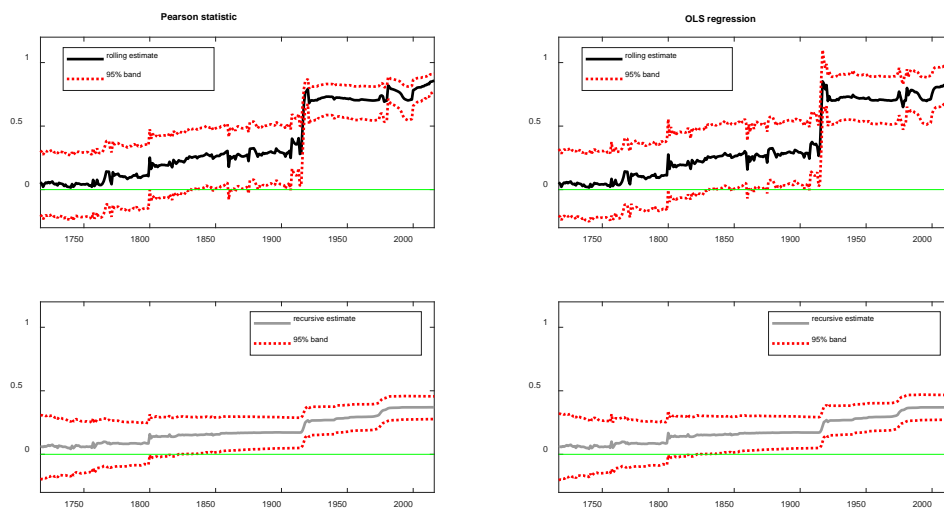 Pearson statistic
OLS regression
1
rolling estimate
95% band
0.5
0
1750 1800 1850 1900 1950 2000
1
rolling estimate
95% band
0.5
0
1750 1800 1850 1900 1950 2000
1
recursive estimate
95% band
0.5
0
1750 1800 1850 1900 1950 2000
1
recursive estimate
95% band
0.5
0
1750 1800 1850 1900 1950 2000